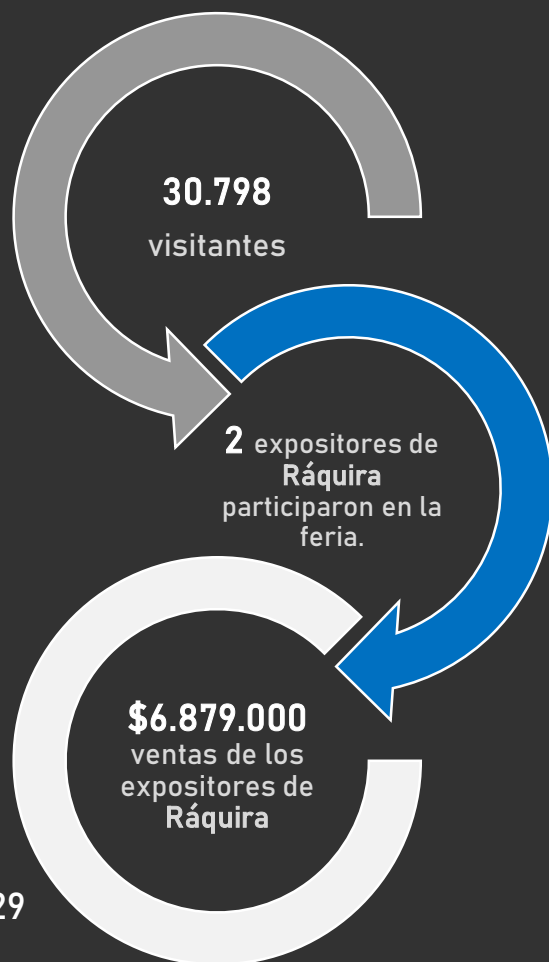 30.798
visitantes
2 expositores de
Ráquira
participaron en la
feria.
$6.879.000
ventas de los
expositores de
Ráquira
29